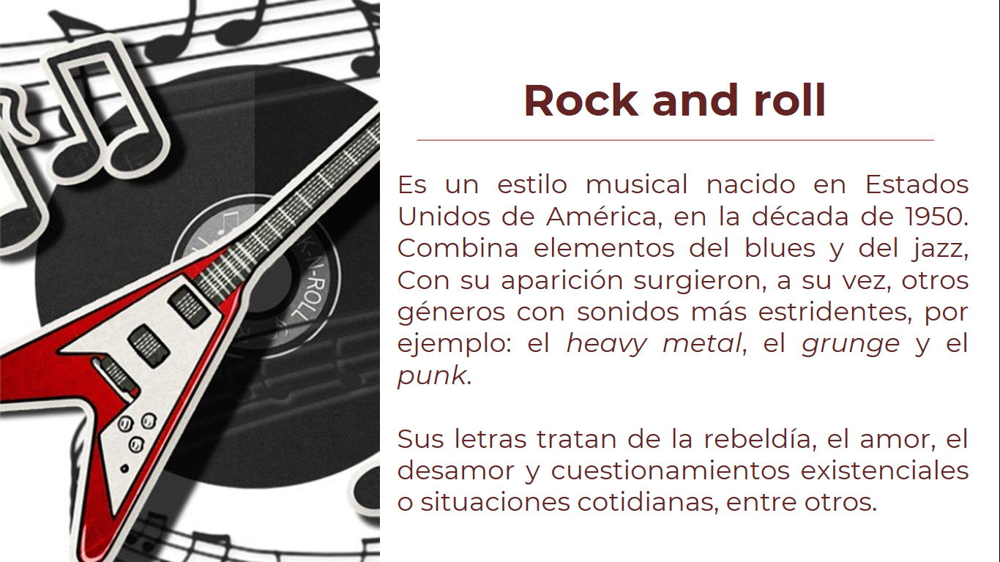 Rock and roll
Es un estilo musical nacido en Estados
Unidos de América, en la década de 1950.
Combina elementos del blues y del jazz,
Con su aparición surgieron, a su vez, otros
géneros con sonidos más estridentes, por
ejemplo: el heavy metal, el grunge y el
punk.
Sus letras tratan de la rebeldía, el amor, el
desamor y cuestionamientos existenciales
o situaciones cotidianas, entre otros.
K-N-ROLL